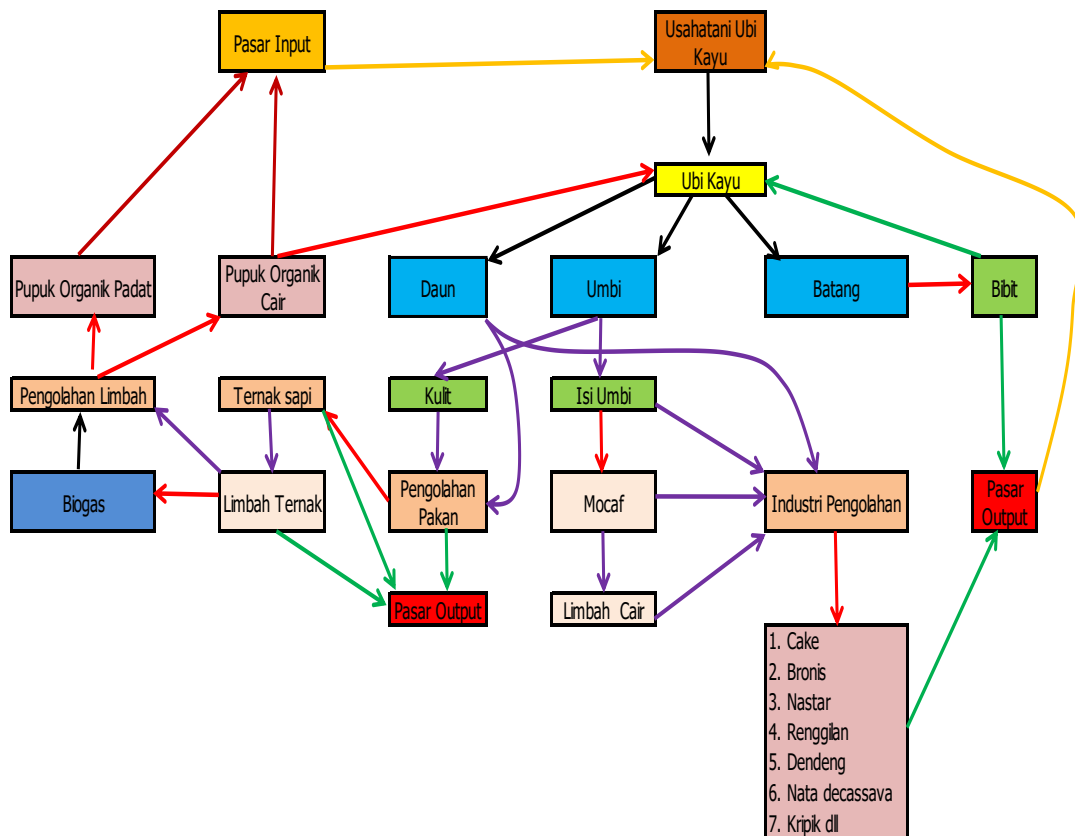 Pasar Input
Usahatani Ubi
Kayu
Ubi Kayu
Pupuk Organik Padat
Pupuk Organik
Cair
Daun
Umbi
Batang
Bibit
Pengolahan Limbah
Ternak sapi
Kulit
Isi Umbi
Biogas
Limbah Ternak
Pengolahan
Pakan
Mocaf
Industri Pengolahan
Pasar
Output
Pasar Output
Limbah Cair
1. Cake
2. Bronis
3. Nastar
4. Renggilan
5. Dendeng
6. Nata decassava
7. Kripik dll